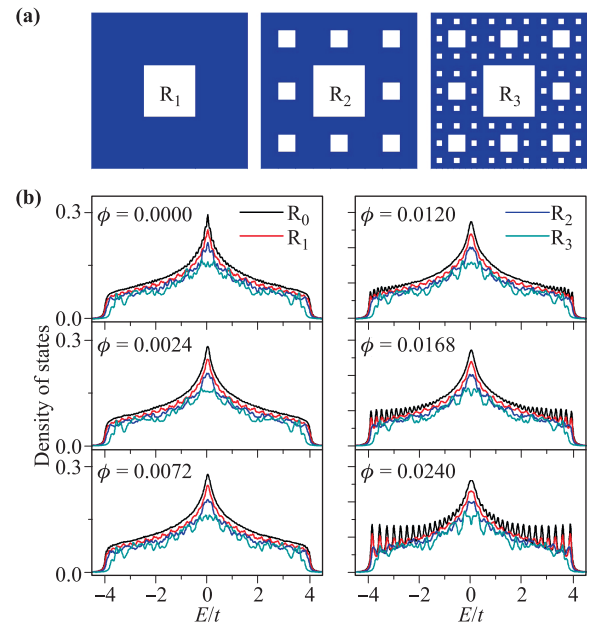 (a)
R₁ R₂ R₃
(b)
ϕ = 0.0000 R₀ R₁
ϕ = 0.0120 R₂ R₃
ϕ = 0.0024
ϕ = 0.0168
ϕ = 0.0072
ϕ = 0.0240
0.3
0.0
0.3
0.0
0.3
0.0
Density of states
−4 −2 0 2 4
−4 −2 0 2 4
E/t
E/t